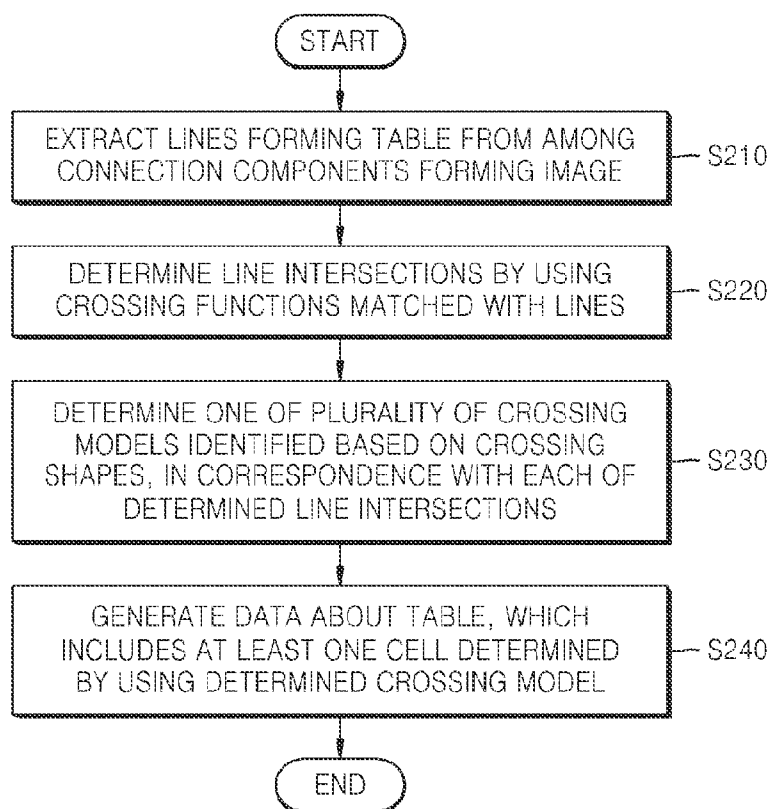 START
EXTRACT LINES FORMING TABLE FROM AMONG
CONNECTION COMPONENTS FORMING IMAGE
S210
DETERMINE LINE INTERSECTIONS BY USING
CROSSING FUNCTIONS MATCHED WITH LINES
S220
DETERMINE ONE OF PLURALITY OF CROSSING
MODELS IDENTIFIED BASED ON CROSSING
SHAPES, IN CORRESPONDENCE WITH EACH OF
DETERMINED LINE INTERSECTIONS
S230
GENERATE DATA ABOUT TABLE, WHICH
INCLUDES AT LEAST ONE CELL DETERMINED
BY USING DETERMINED CROSSING MODEL
S240
END